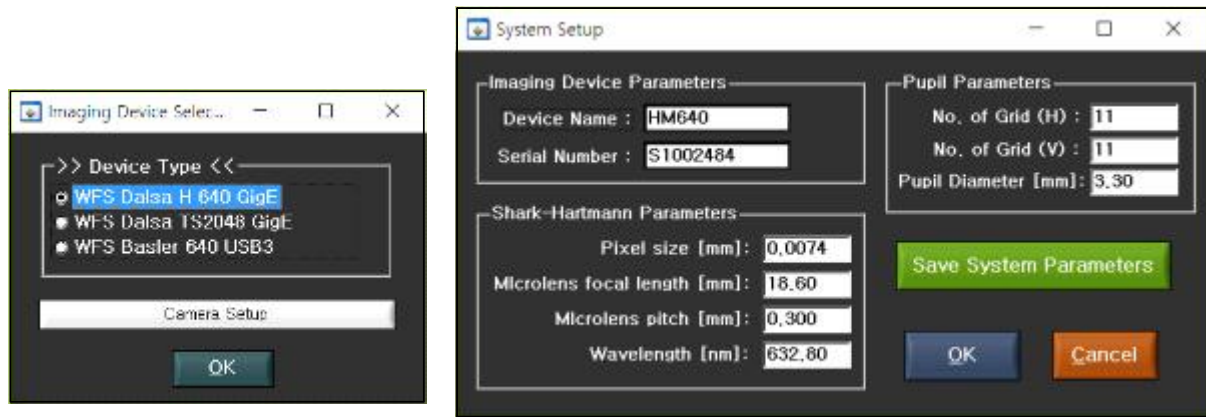 Imaging Device Selec...
>> Device Type <<
WFS Dalsa H 640 GigE
WFS Dalsa TS2048 GigE
WFS Basler 640 USB3
Camera Setup
OK
System Setup
Imaging Device Parameters
Device Name : HM640
Serial Number : S1002484
Shark-Hartmann Parameters
Pixel size [mm]: 0,0074
Microlens focal length [mm]: 18,60
Microlens pitch [mm]: 0,300
Wavelength [nm]: 632,80
Pupil Parameters
No. of Grid (H) : 11
No. of Grid (V) : 11
Pupil Diameter [mm]: 3,30
Save System Parameters
OK
Cancel